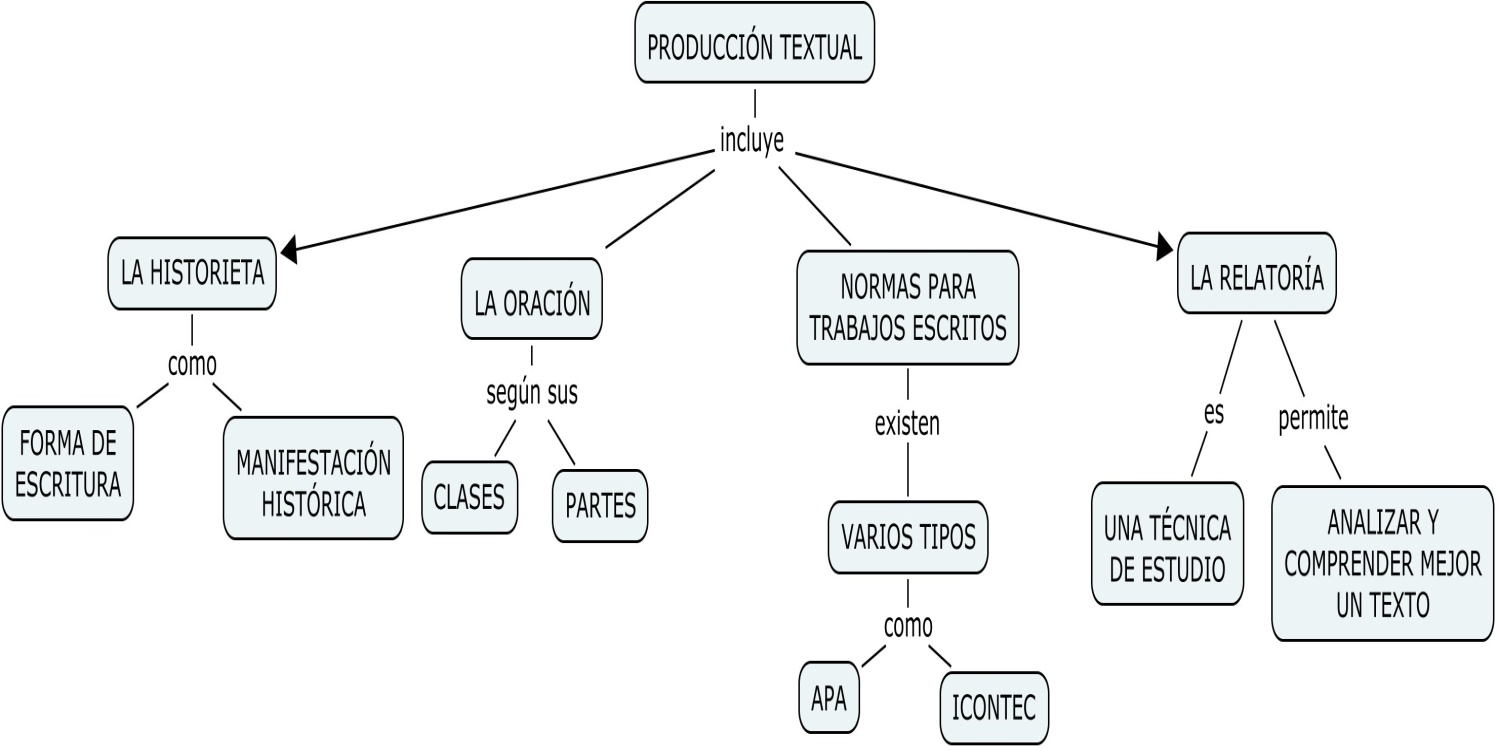 PRODUCCIÓN TEXTUAL
incluye
LA HISTORIETA
como
FORMA DE
ESCRITURA
MANIFESTACIÓN
HISTÓRICA
LA ORACIÓN
según sus
CLASES
PARTES
NORMAS PARA
TRABAJOS ESCRITOS
existen
VARIOS TIPOS
como
APA
ICONTEC
LA RELATORÍA
es
UNA TÉCNICA
DE ESTUDIO
permite
ANALIZAR Y
COMPRENDER MEJOR
UN TEXTO